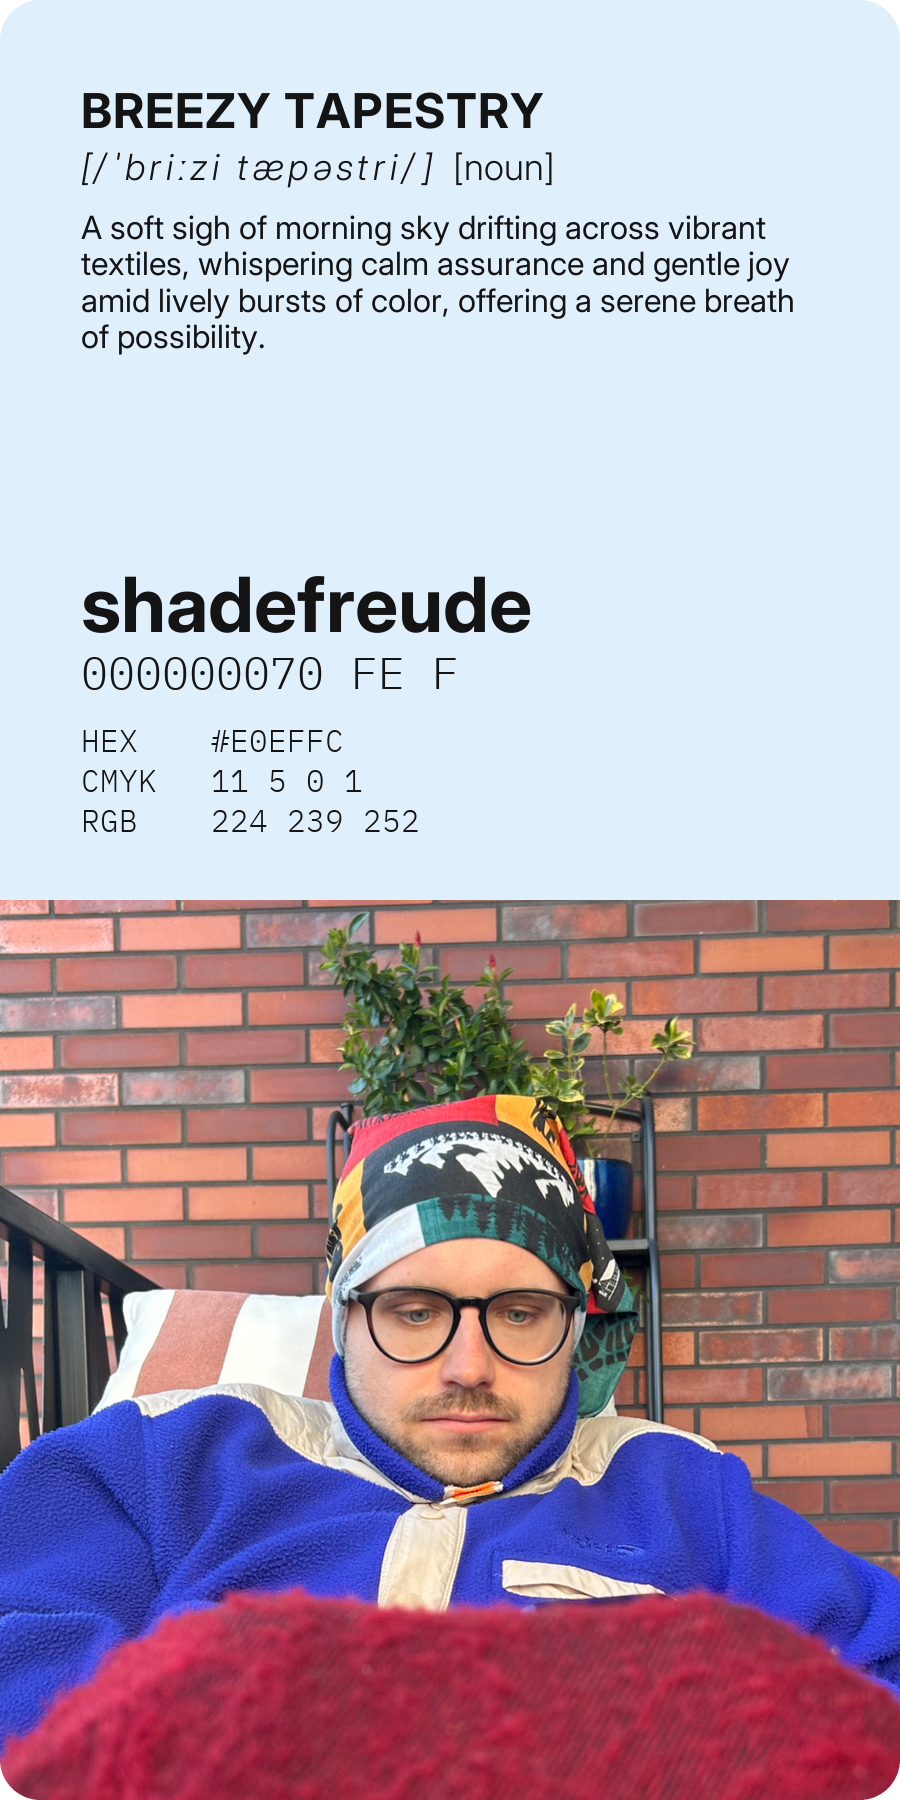 BREEZY TAPESTRY
[/ˈbriːzi tæpəstri/] [noun]
A soft sigh of morning sky drifting across vibrant
textiles, whispering calm assurance and gentle joy
amid lively bursts of color, offering a serene breath
of possibility.
shadefreude
000000070 FE F
HEX #E0EFFC
CMYK 11 5 0 1
RGB 224 239 252